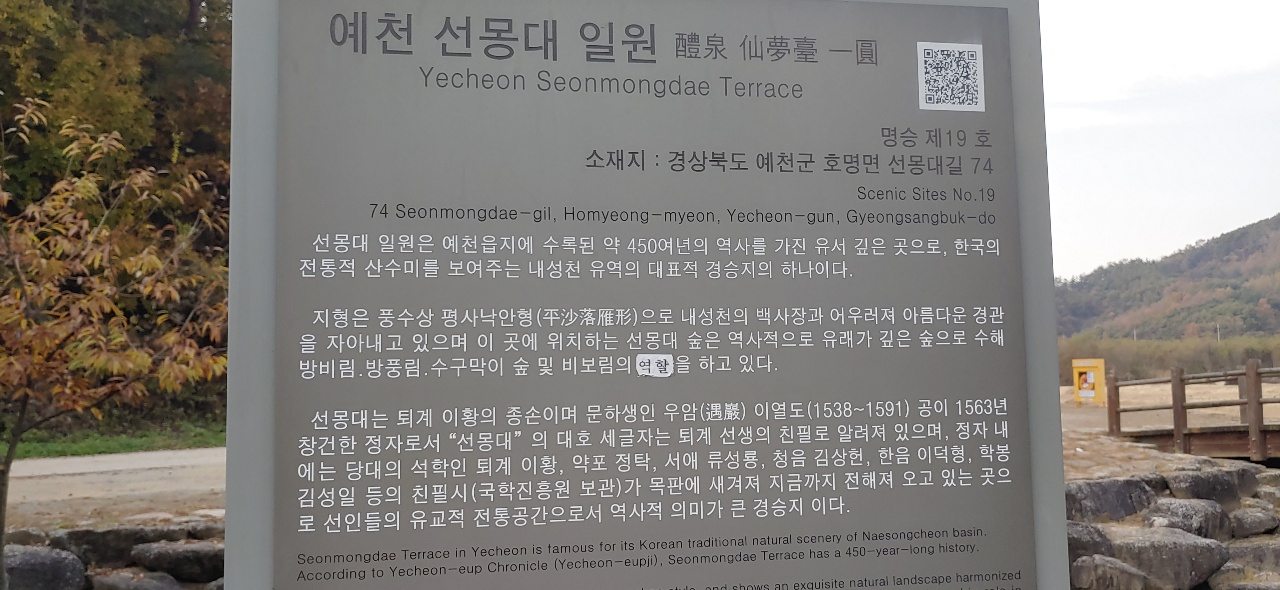 예천 선몽대 일원 醴泉 仙夢臺 一圓
Yecheon Seonmongdae Terrace
명승 제19 호
소재지 : 경상북도 예천군 호명면 선몽대길 74
Scenic Sites No.19
74 Seonmongdae-gil, Homyeong-myeon, Yecheon-gun, Gyeongsangbuk-do
선몽대 일원은 예천읍지에 수록된 약 450여년의 역사를 가진 유서 깊은 곳으로, 한국의
전통적 산수미를 보여주는 내성천 유역의 대표적 경승지의 하나이다.
지형은 풍수상 평사낙안형(平沙落雁形)으로 내성천의 백사장과 어우러져 아름다운 경관
을 자아내고 있으며 이 곳에 위치하는 선몽대 숲은 역사적으로 유래가 깊은 숲으로 수해
방비림.방풍림.수구막이 숲 및 비보림의 역할을 하고 있다.
선몽대는 퇴계 이황의 종손이며 문하생인 우암(遇巖) 이열도(1538~1591) 공이 1563년
창건한 정자로서 “선몽대” 의 대호 세글자는 퇴계 선생의 친필로 알려져 있으며, 정자 내
에는 당대의 석학인 퇴계 이황, 약포 정탁, 서애 류성룡, 청음 김상헌, 한음 이덕형, 학봉
김성일 등의 친필시(국학진흥원 보관)가 목판에 새겨져 지금까지 전해져 오고 있는 곳으
로 선인들의 유교적 전통공간으로서 역사적 의미가 큰 경승지 이다.
Seonmongdae Terrace in Yecheon is famous for its Korean traditional natural scenery of Naesongcheon basin.
According to Yecheon-eup Chronicle (Yecheon-eupji), Seonmongdae Terrace has a 450-year-long history.
style, and shows an exquisite natural landscape harmonized